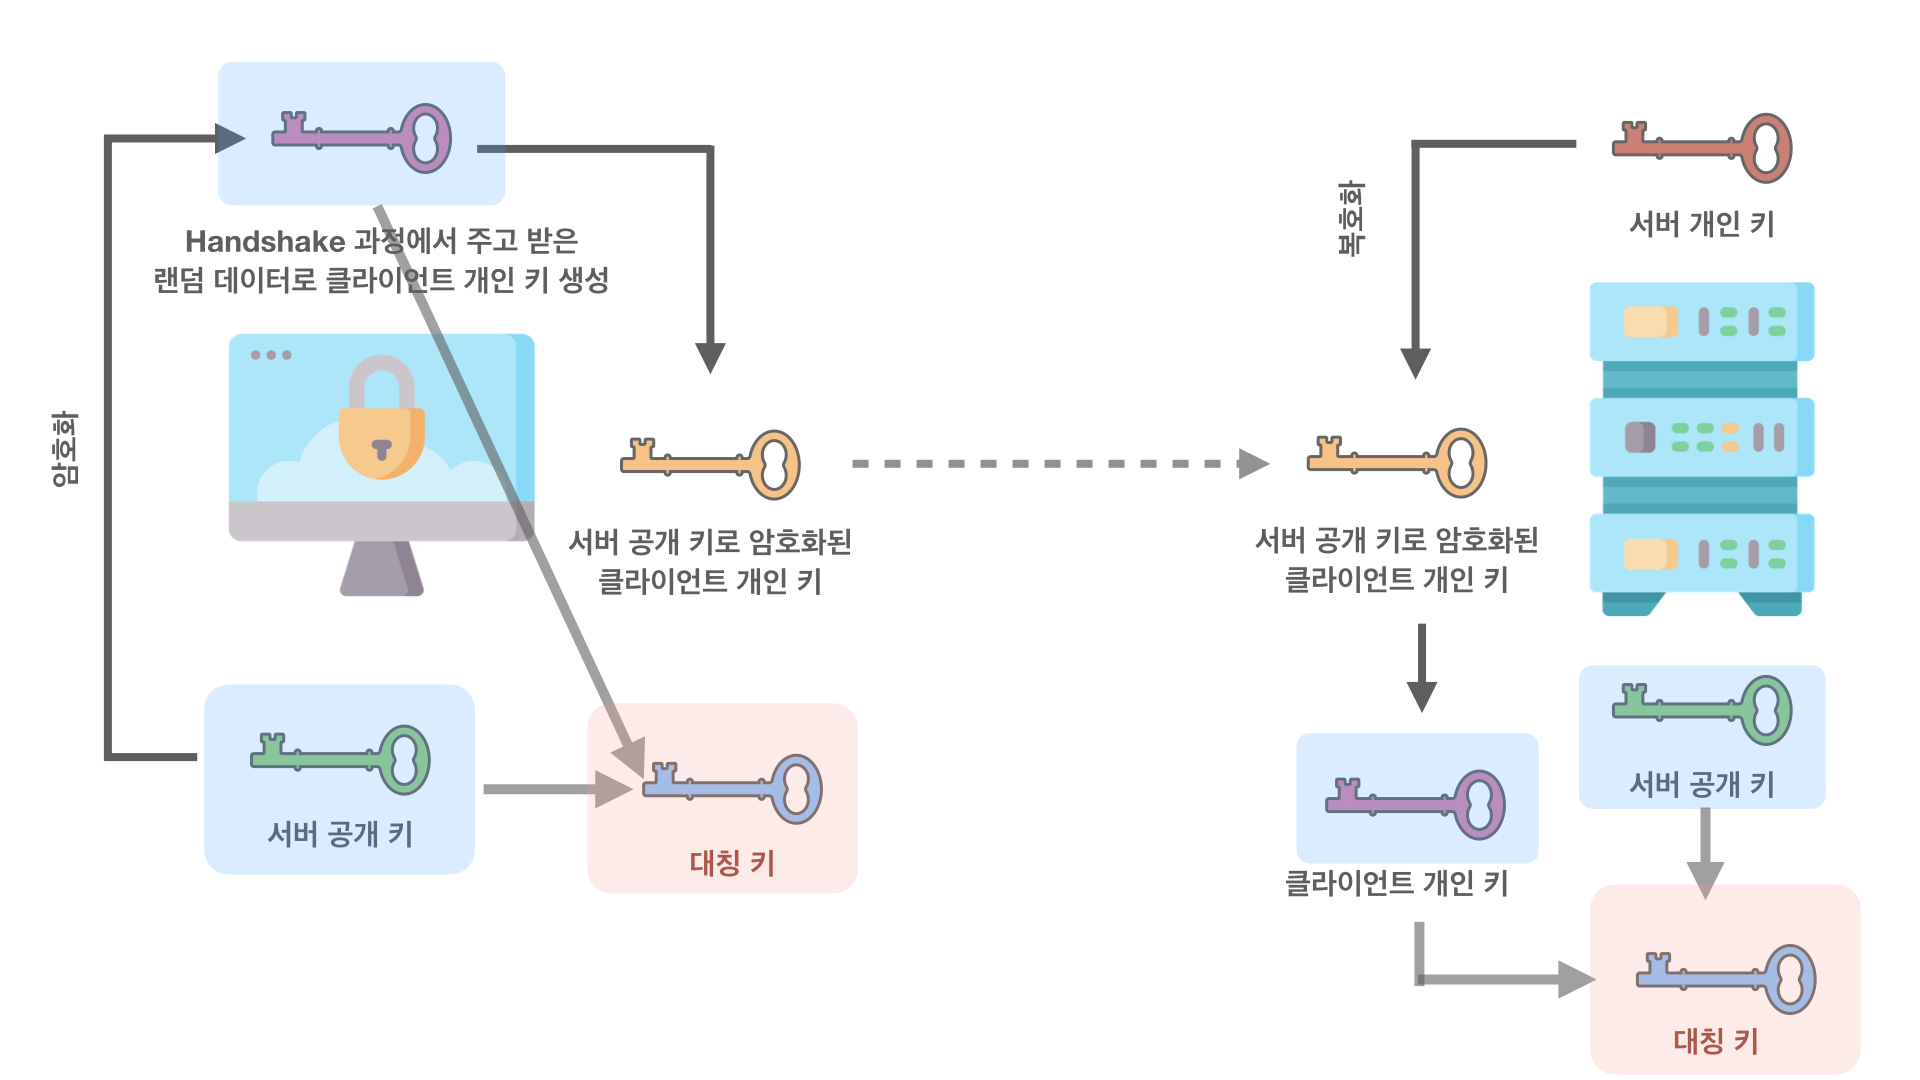 Handshake 과정에서 주고 받은
랜덤 데이터로 클라이언트 개인 키 생성
암호화
서버 공개 키로 암호화된
클라이언트 개인 키
서버 공개 키
대칭 키
서버 개인 키
복호화
서버 공개 키로 암호화된
클라이언트 개인 키
서버 공개 키
클라이언트 개인 키
대칭 키